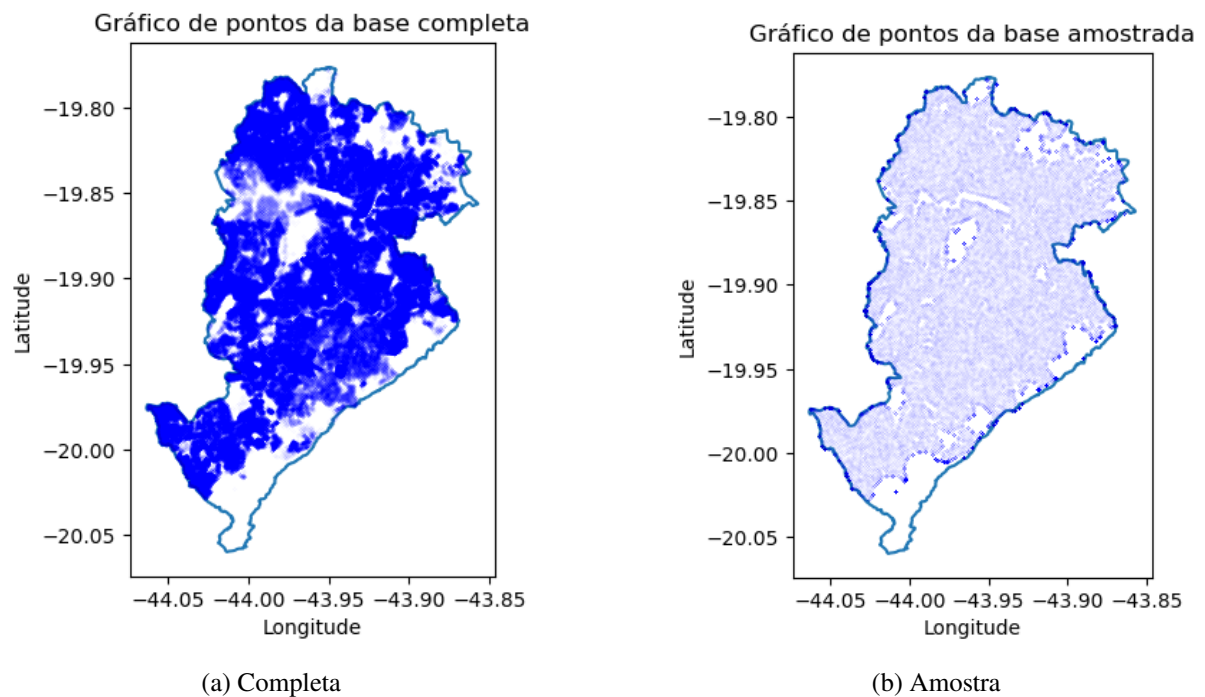 Gráfico de pontos da base completa
−19.80
−19.85
−19.90
−19.95
−20.00
−20.05
Latitude
−44.05 −44.00 −43.95 −43.90 −43.85
Longitude
(a) Completa
Gráfico de pontos da base amostrada
−19.80
−19.85
−19.90
−19.95
−20.00
−20.05
Latitude
−44.05 −44.00 −43.95 −43.90 −43.85
Longitude
(b) Amostra